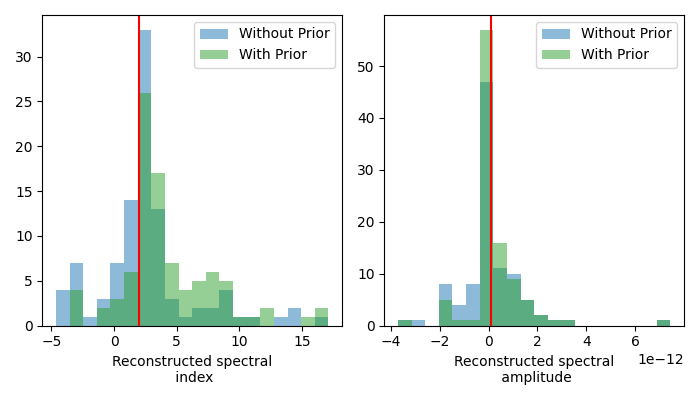 Without Prior
With Prior
30
25
20
15
10
5
0
−5
0
5
10
15
Reconstructed spectral
index
Without Prior
With Prior
50
40
30
20
10
0
−4
−2
0
2
4
6
1e−12
Reconstructed spectral
amplitude